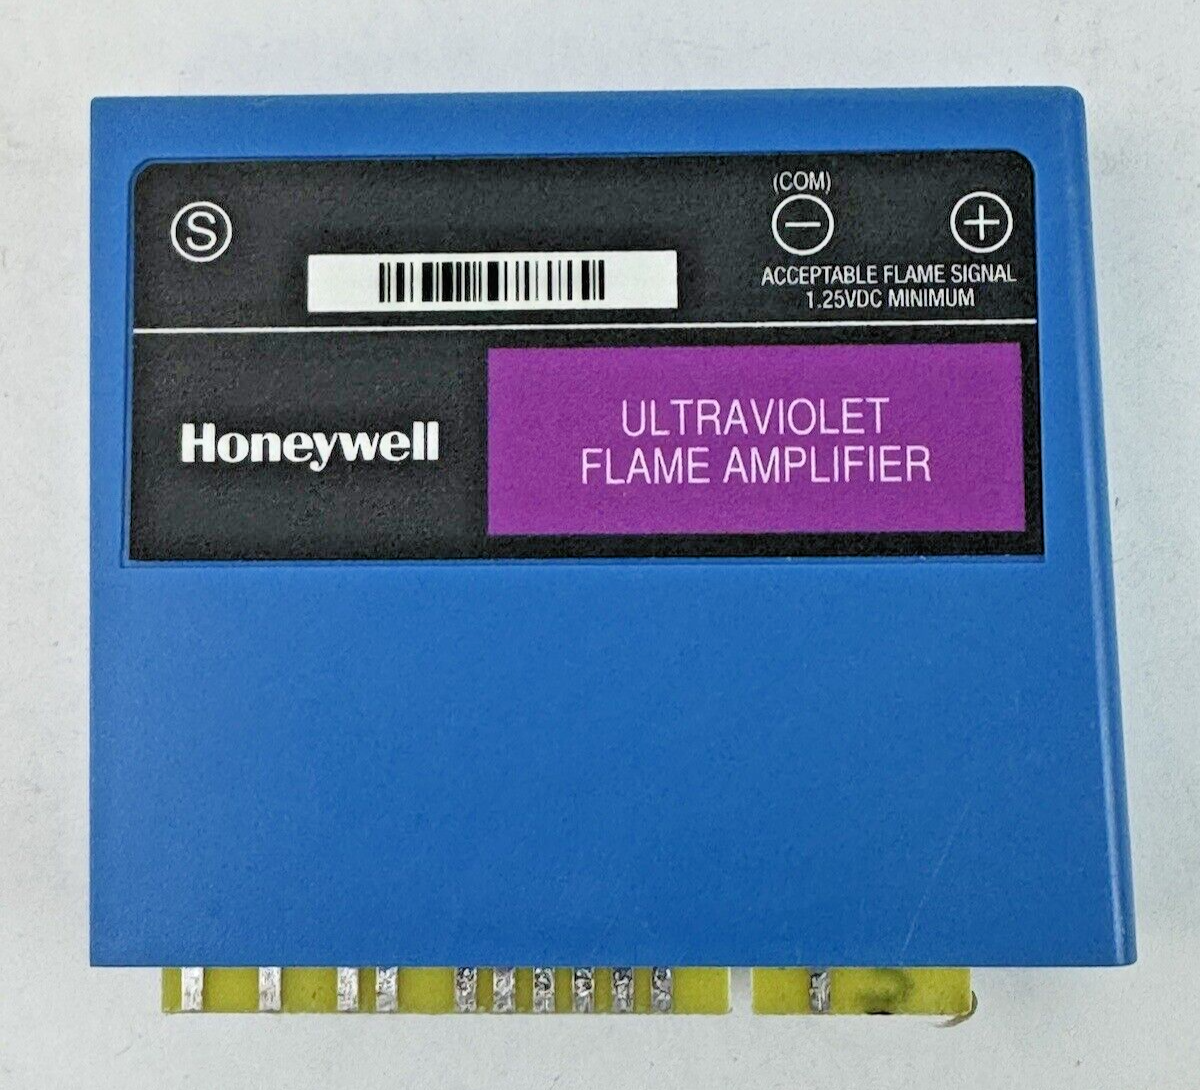 (COM)
S − +
ACCEPTABLE FLAME SIGNAL
1.25VDC MINIMUM
Honeywell
ULTRAVIOLET
FLAME AMPLIFIER